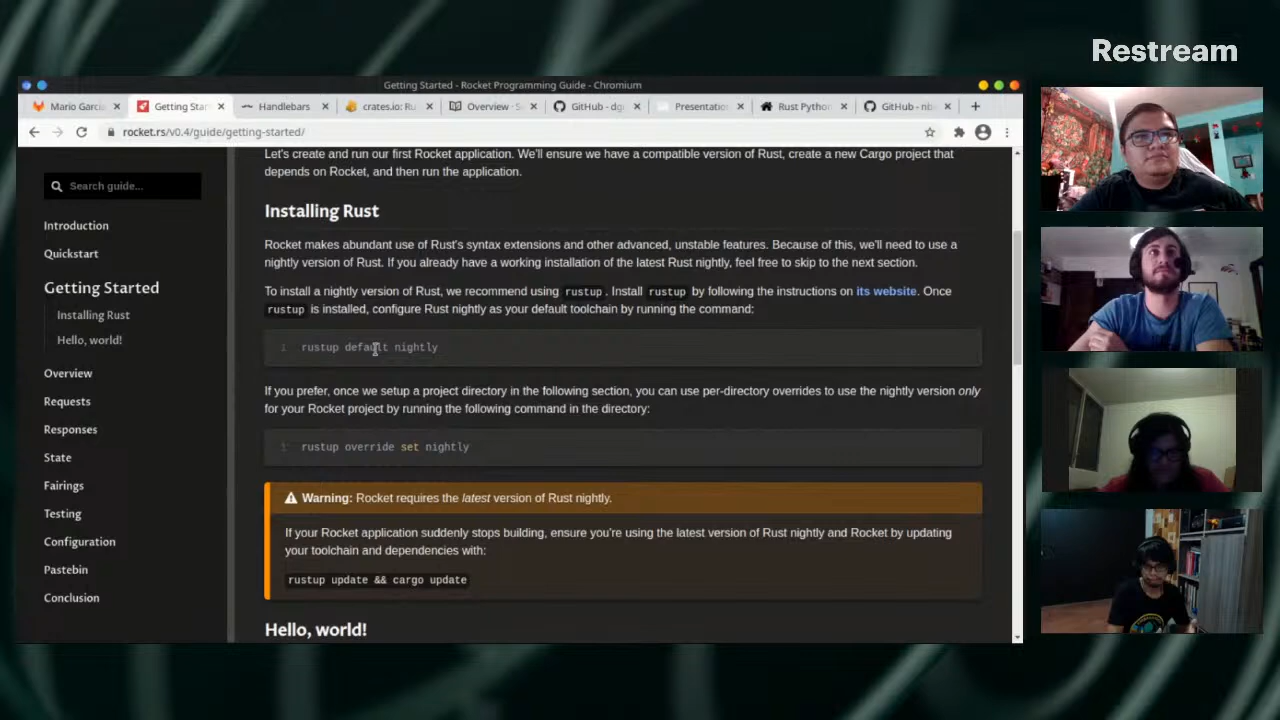 Restream
Getting Started - Rocket Programming Guide - Chromium
Mario Garcia
Getting Star
Handlebars
crates.io: Ru
Overview · S
GitHub - dg
Presentation
Rust Python
GitHub - nb
rocket.rs/v0.4/guide/getting-started/
Search guide...
Introduction
Quickstart
Getting Started
Installing Rust
Hello, world!
Overview
Requests
Responses
State
Fairings
Testing
Configuration
Pastebin
Conclusion
Let's create and run our first Rocket application. We'll ensure we have a compatible version of Rust, create a new Cargo project that
depends on Rocket, and then run the application.
Installing Rust
Rocket makes abundant use of Rust's syntax extensions and other advanced, unstable features. Because of this, we'll need to use a
nightly version of Rust. If you already have a working installation of the latest Rust nightly, feel free to skip to the next section.
To install a nightly version of Rust, we recommend using rustup. Install rustup by following the instructions on its website. Once
rustup is installed, configure Rust nightly as your default toolchain by running the command:
1 rustup default nightly
If you prefer, once we setup a project directory in the following section, you can use per-directory overrides to use the nightly version only
for your Rocket project by running the following command in the directory:
1 rustup override set nightly
Warning: Rocket requires the latest version of Rust nightly.
If your Rocket application suddenly stops building, ensure you're using the latest version of Rust nightly and Rocket by updating
your toolchain and dependencies with:
rustup update && cargo update
Hello, world!